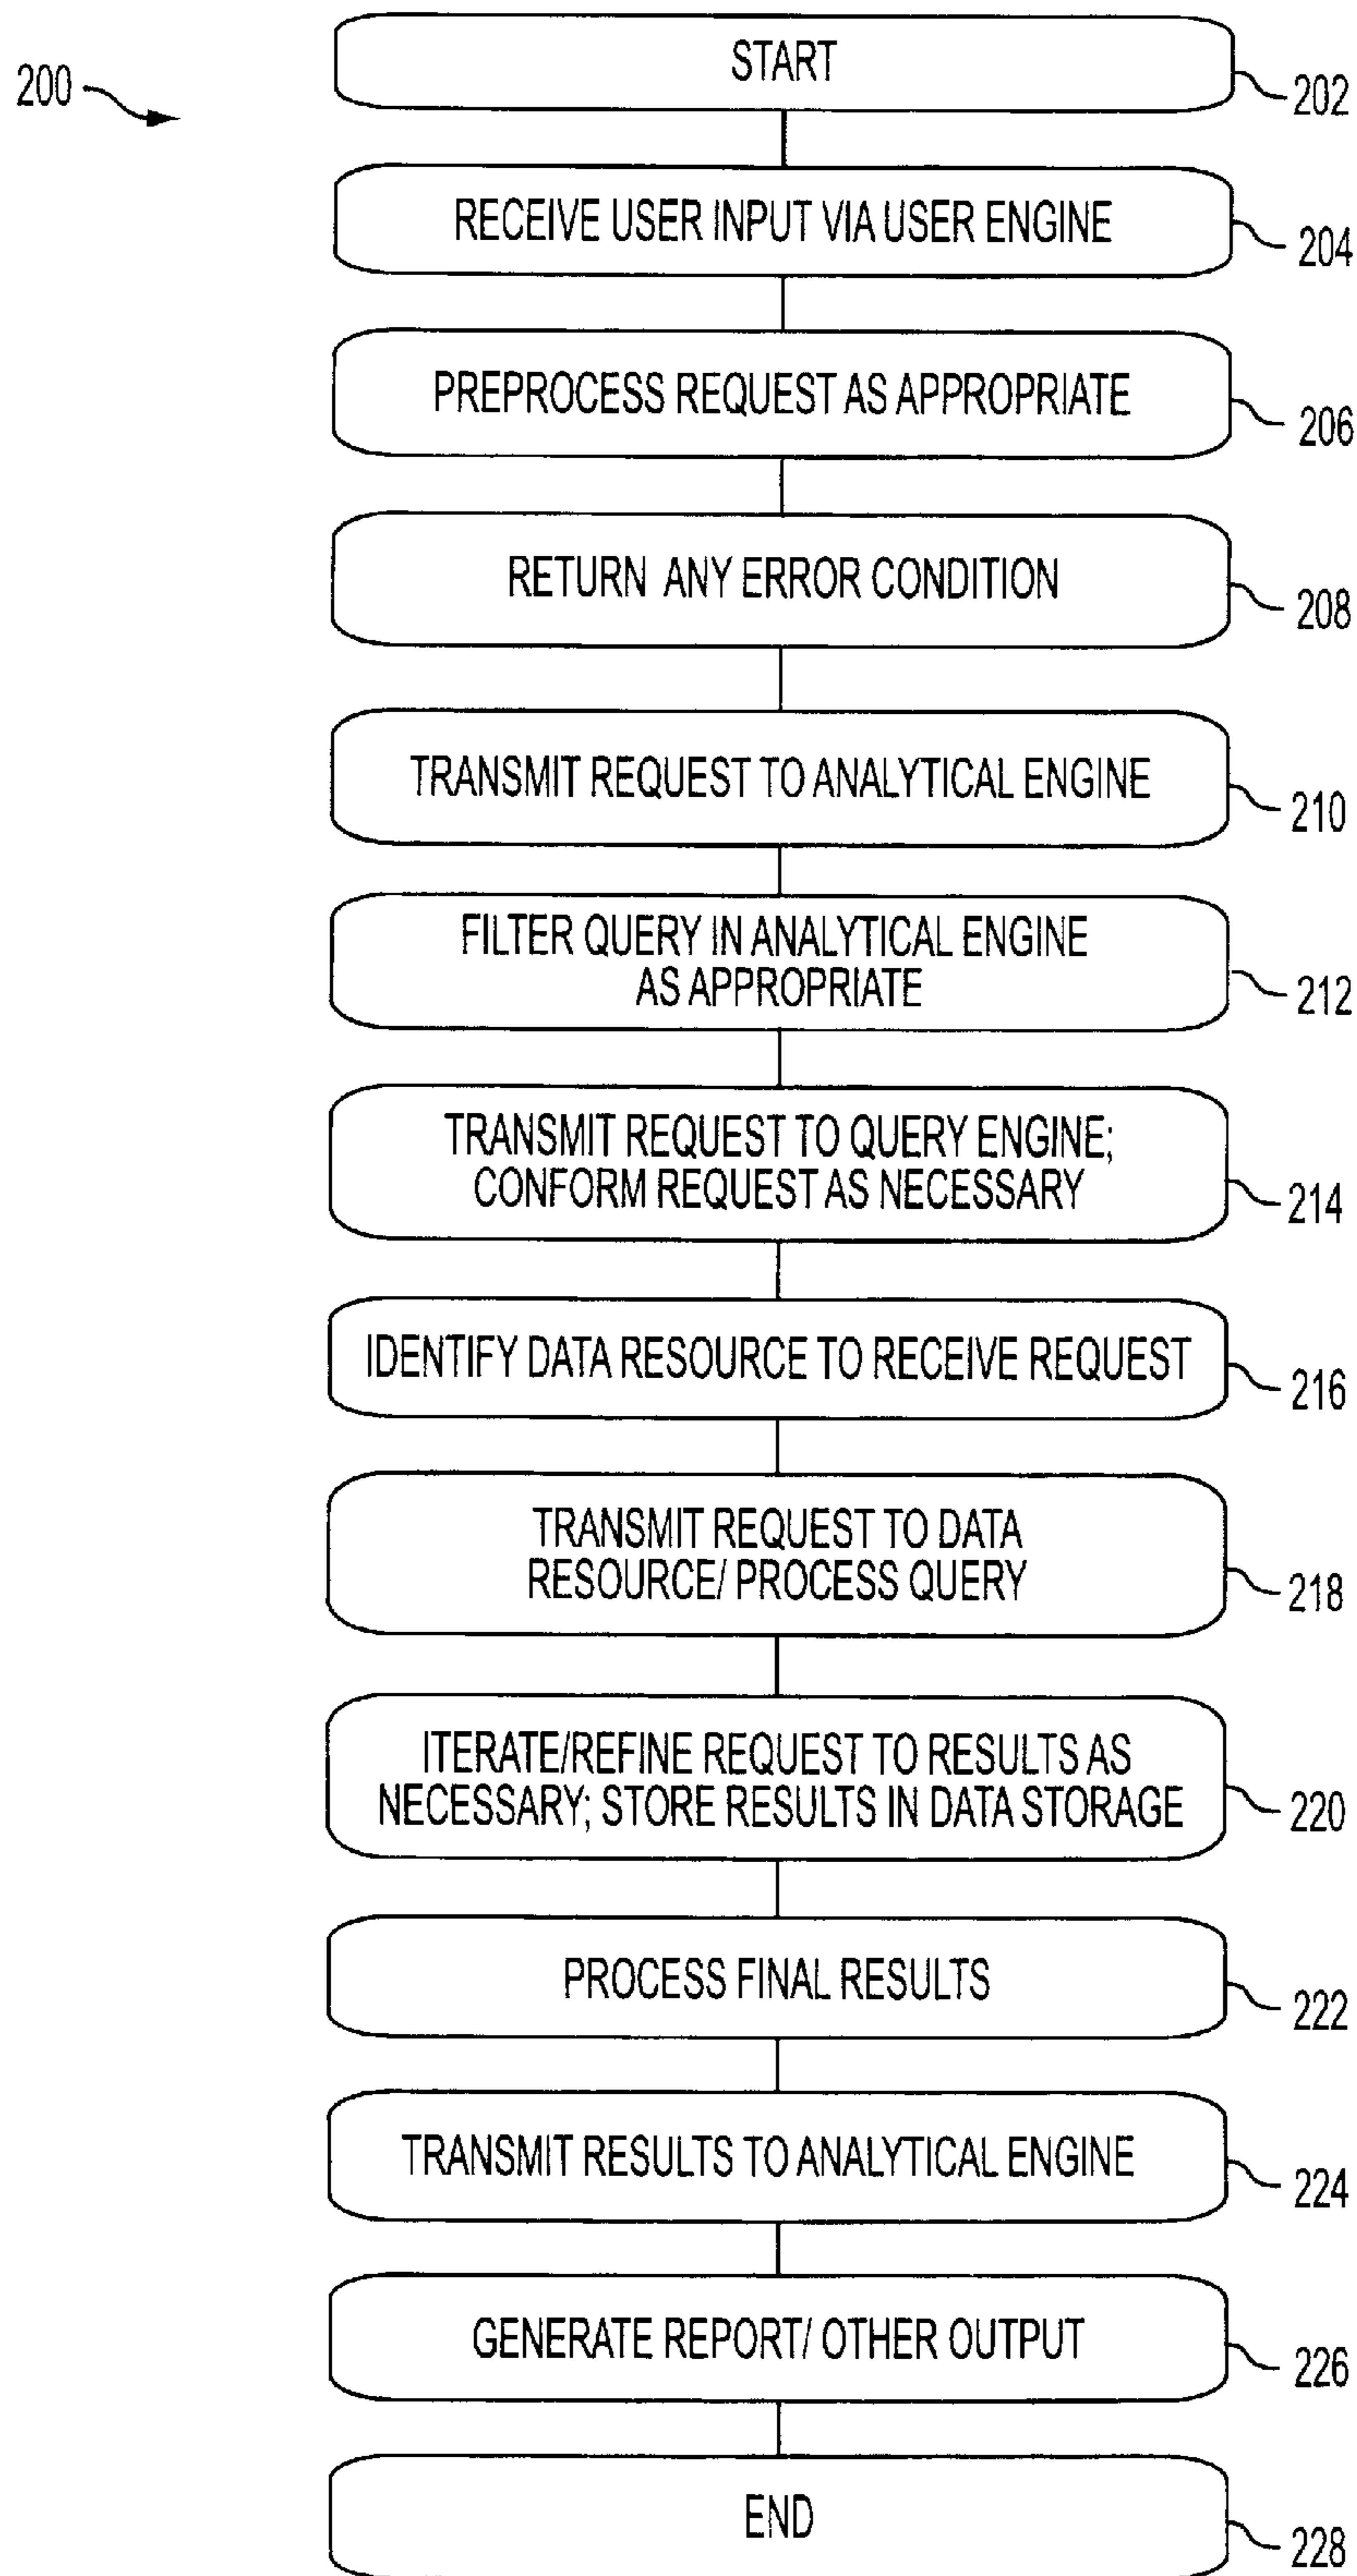 200
START
202
RECEIVE USER INPUT VIA USER ENGINE
204
PREPROCESS REQUEST AS APPROPRIATE
206
RETURN ANY ERROR CONDITION
208
TRANSMIT REQUEST TO ANALYTICAL ENGINE
210
FILTER QUERY IN ANALYTICAL ENGINE
AS APPROPRIATE
212
TRANSMIT REQUEST TO QUERY ENGINE;
CONFORM REQUEST AS NECESSARY
214
IDENTIFY DATA RESOURCE TO RECEIVE REQUEST
216
TRANSMIT REQUEST TO DATA
RESOURCE/ PROCESS QUERY
218
ITERATE/REFINE REQUEST TO RESULTS AS
NECESSARY; STORE RESULTS IN DATA STORAGE
220
PROCESS FINAL RESULTS
222
TRANSMIT RESULTS TO ANALYTICAL ENGINE
224
GENERATE REPORT/ OTHER OUTPUT
226
END
228